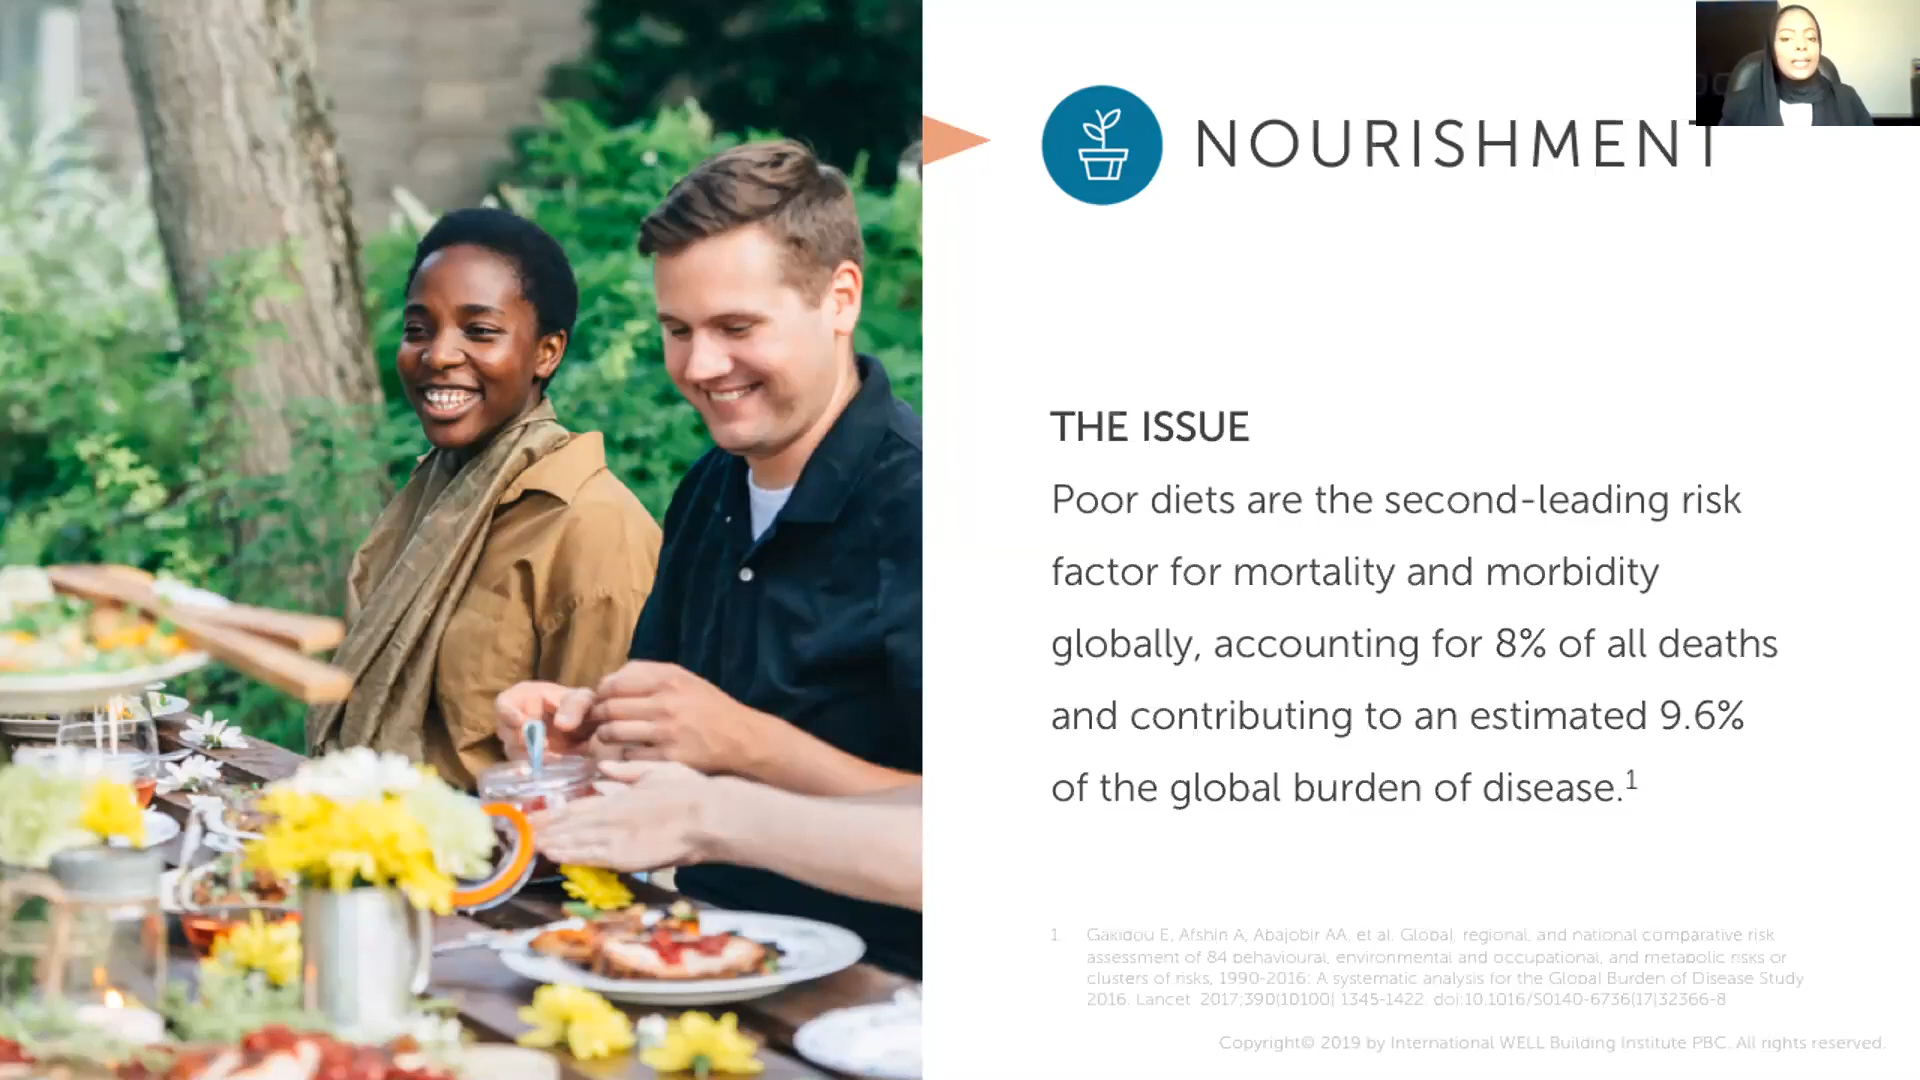 NOURISHMENT
THE ISSUE
Poor diets are the second-leading risk
factor for mortality and morbidity
globally, accounting for 8% of all deaths
and contributing to an estimated 9.6%
of the global burden of disease.1
1. Gakidou E, Afshin A, Abajobir AA, et al. Global, regional, and national comparative risk
assessment of 84 behavioural, environmental and occupational, and metabolic risks or
clusters of risks, 1990-2016: A systematic analysis for the Global Burden of Disease Study
2016. Lancet. 2017;390(10100) 1345-1422. doi:10.1016/S0140-6736(17)32366-8
Copyright© 2019 by International WELL Building Institute PBC. All rights reserved.